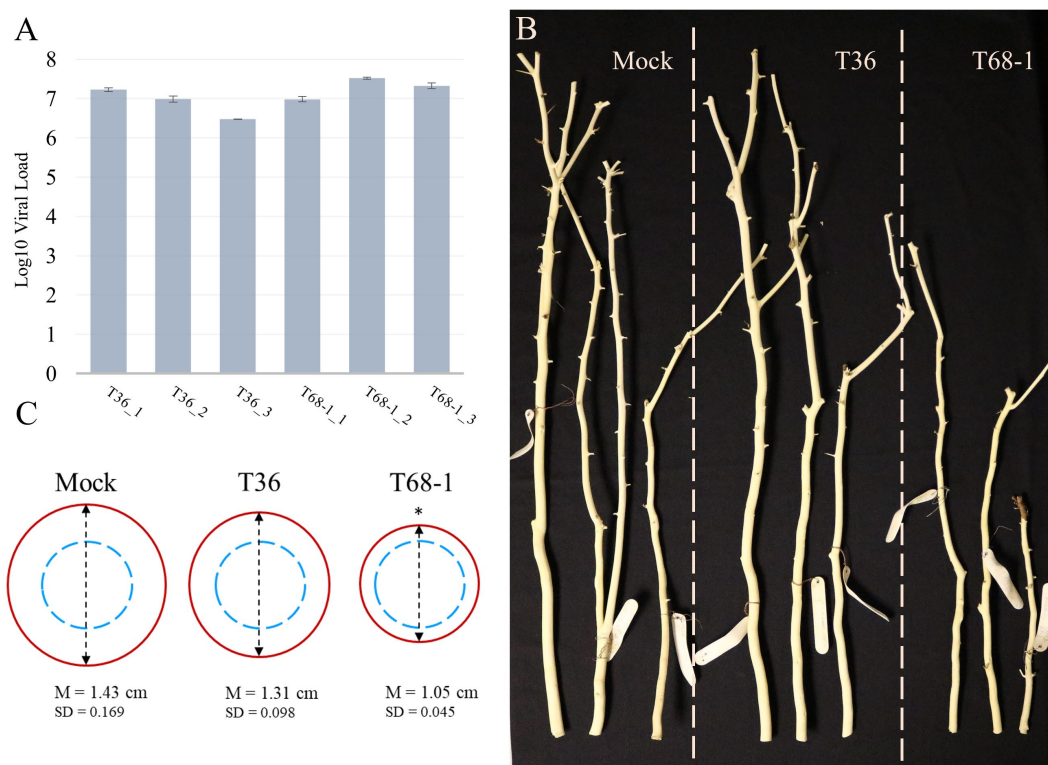 A
Log10 Viral Load
8
7
6
5
4
3
2
1
0
T36_1
T36_2
T36_3
T68-1_1
T68-1_2
T68-1_3
B
Mock
T36
T68-1
C
Mock
T36
T68-1
*
M = 1.43 cm
SD = 0.169
M = 1.31 cm
SD = 0.098
M = 1.05 cm
SD = 0.045